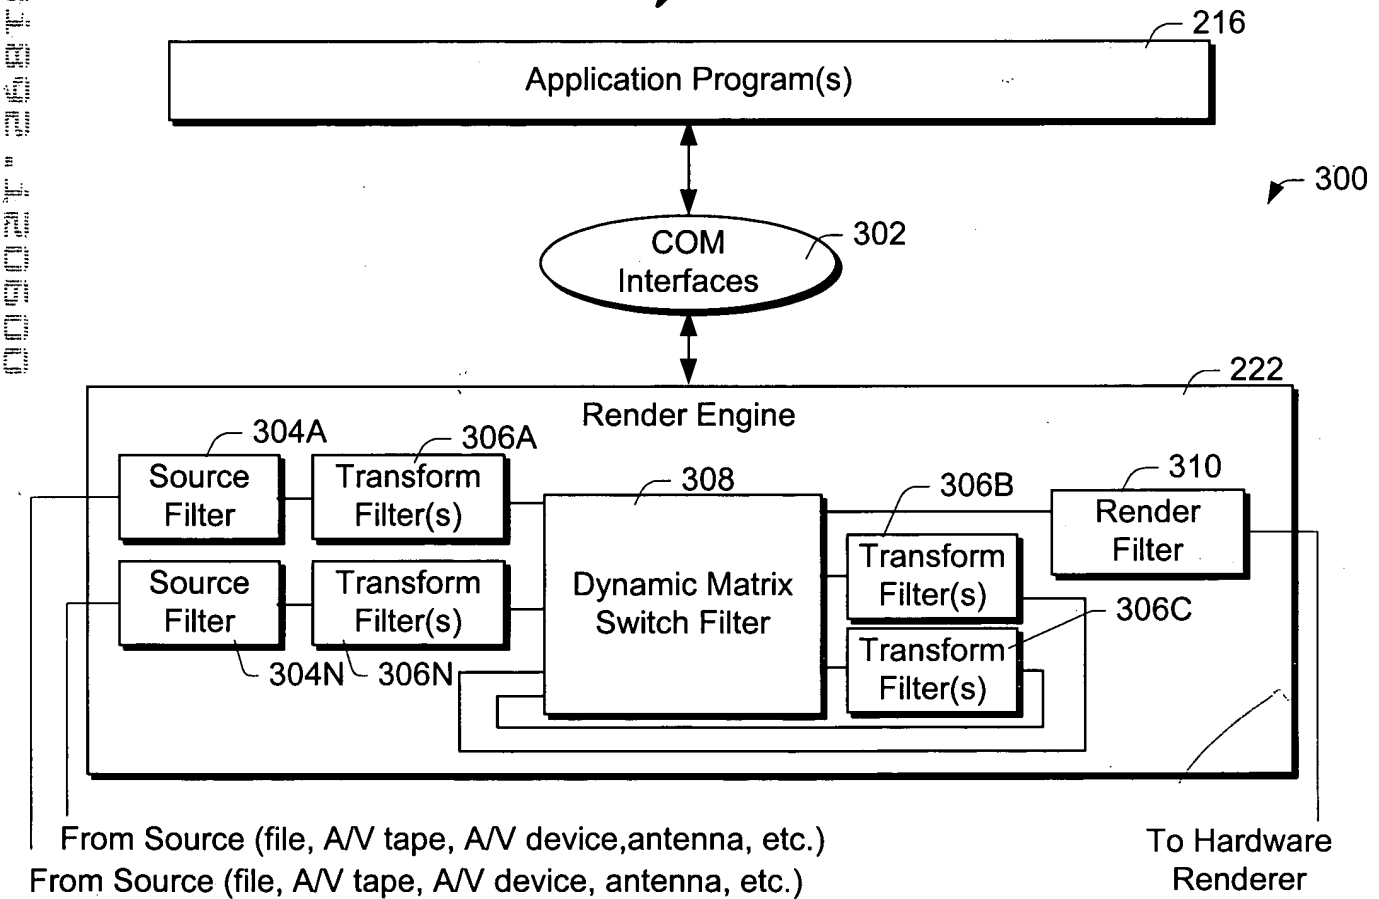 216
Application Program(s)
300
COM
Interfaces
302
222
Render Engine
304A
306A
Source
Filter
Transform
Filter(s)
308
306B
310
Render
Filter
Source
Filter
Transform
Filter(s)
Dynamic Matrix
Switch Filter
Transform
Filter(s)
306C
Transform
Filter(s)
304N
306N
From Source (file, A/V tape, A/V device,antenna, etc.)
From Source (file, A/V tape, A/V device, antenna, etc.)
To Hardware
Renderer